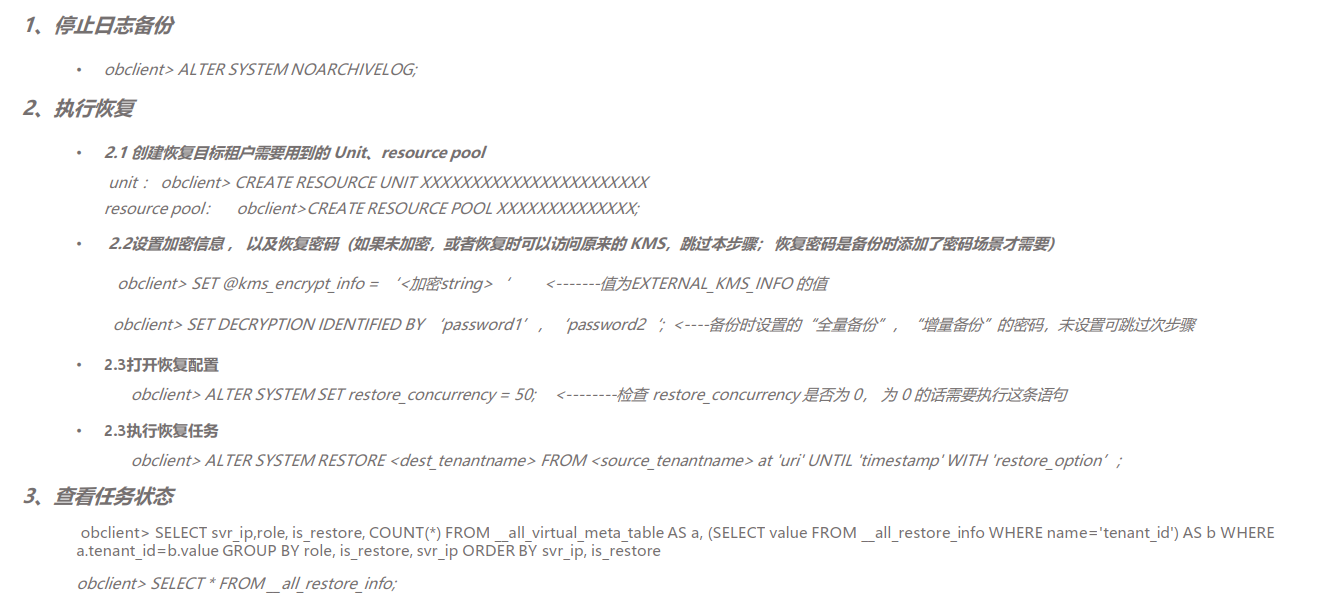 1、停止日志备份
• obclient> ALTER SYSTEM NOARCHIVELOG;
2、执行恢复
• 2.1 创建恢复目标租户需要用到的 Unit、resource pool
unit： obclient> CREATE RESOURCE UNIT XXXXXXXXXXXXXXXXXXXXXXXX
resource pool： obclient>CREATE RESOURCE POOL XXXXXXXXXXXXXX;
• 2.2设置加密信息 ， 以及恢复密码（如果未加密，或者恢复时可以访问原来的 KMS，跳过本步骤；恢复密码是备份时添加了密码场景才需要）
obclient> SET @kms_encrypt_info = ‘<加密string> ’ <-------值为EXTERNAL_KMS_INFO 的值
obclient> SET DECRYPTION IDENTIFIED BY ‘password1’, ‘password2 ’; <----备份时设置的“全量备份”, “增量备份”的密码，未设置可跳过次步骤
• 2.3打开恢复配置
obclient> ALTER SYSTEM SET restore_concurrency = 50; <--------检查 restore_concurrency 是否为 0， 为 0 的话需要执行这条语句
• 2.3执行恢复任务
obclient> ALTER SYSTEM RESTORE <dest_tenantname> FROM <source_tenantname> at 'uri' UNTIL 'timestamp' WITH 'restore_option’;
3、查看任务状态
obclient> SELECT svr_ip,role, is_restore, COUNT(*) FROM __all_virtual_meta_table AS a, (SELECT value FROM __all_restore_info WHERE name='tenant_id') AS b WHERE
a.tenant_id=b.value GROUP BY role, is_restore, svr_ip ORDER BY svr_ip, is_restore
obclient> SELECT * FROM __all_restore_info;